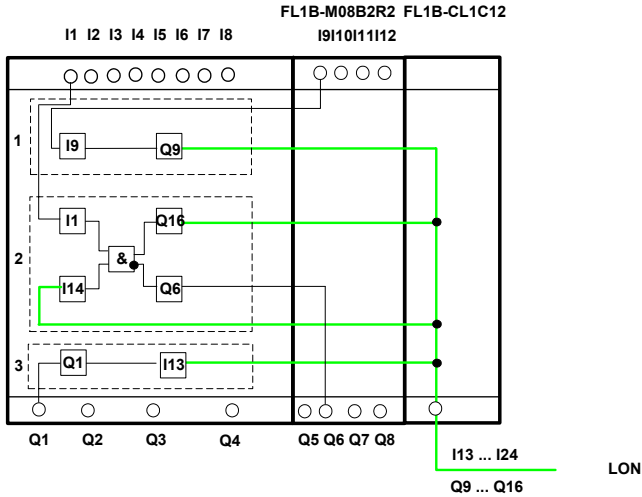 FL1B-M08B2R2 FL1B-CL1C12
I1 I2 I3 I4 I5 I6 I7 I8 I9I10I11I12
1 I9 Q9
I1 Q16
2 &
I14 Q6
3 Q1 I13
Q1 Q2 Q3 Q4 Q5 Q6 Q7 Q8
I13 ... I24
LON
Q9 ... Q16